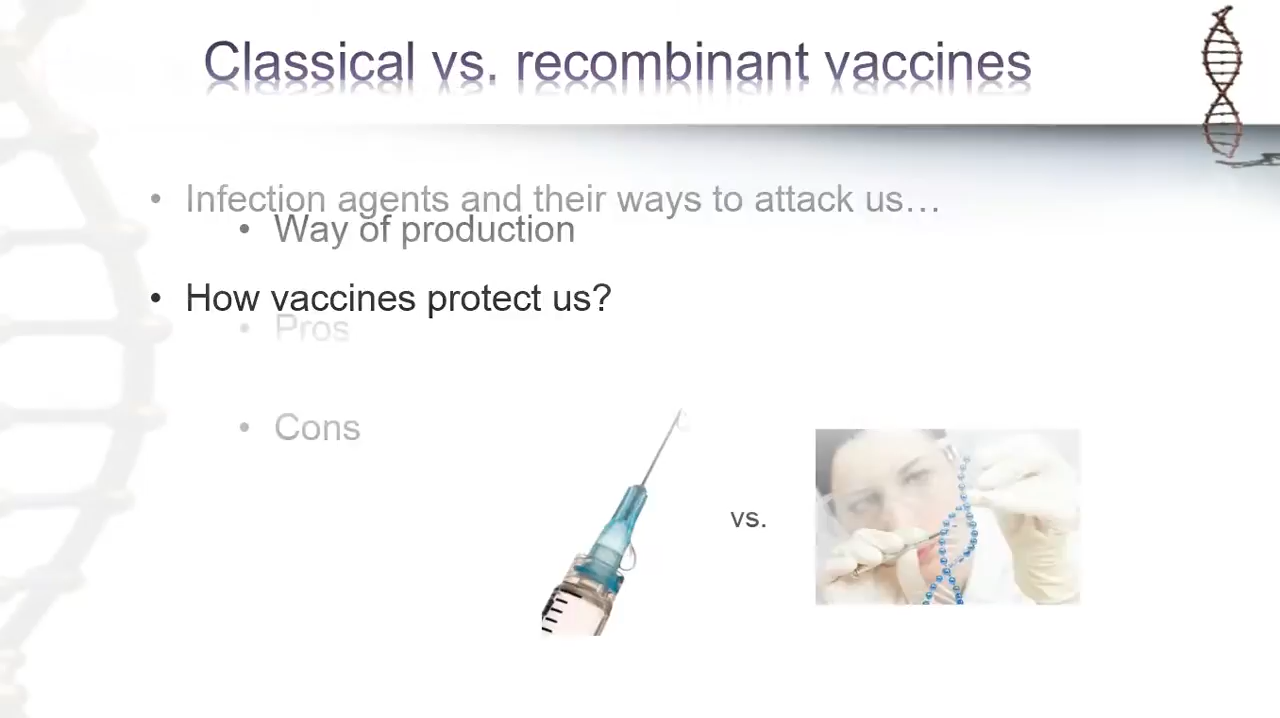 Classical vs. recombinant vaccines
• Infection agents and their ways to attack us…
• Way of production
• How vaccines protect us?
• Pros
• Cons
vs.